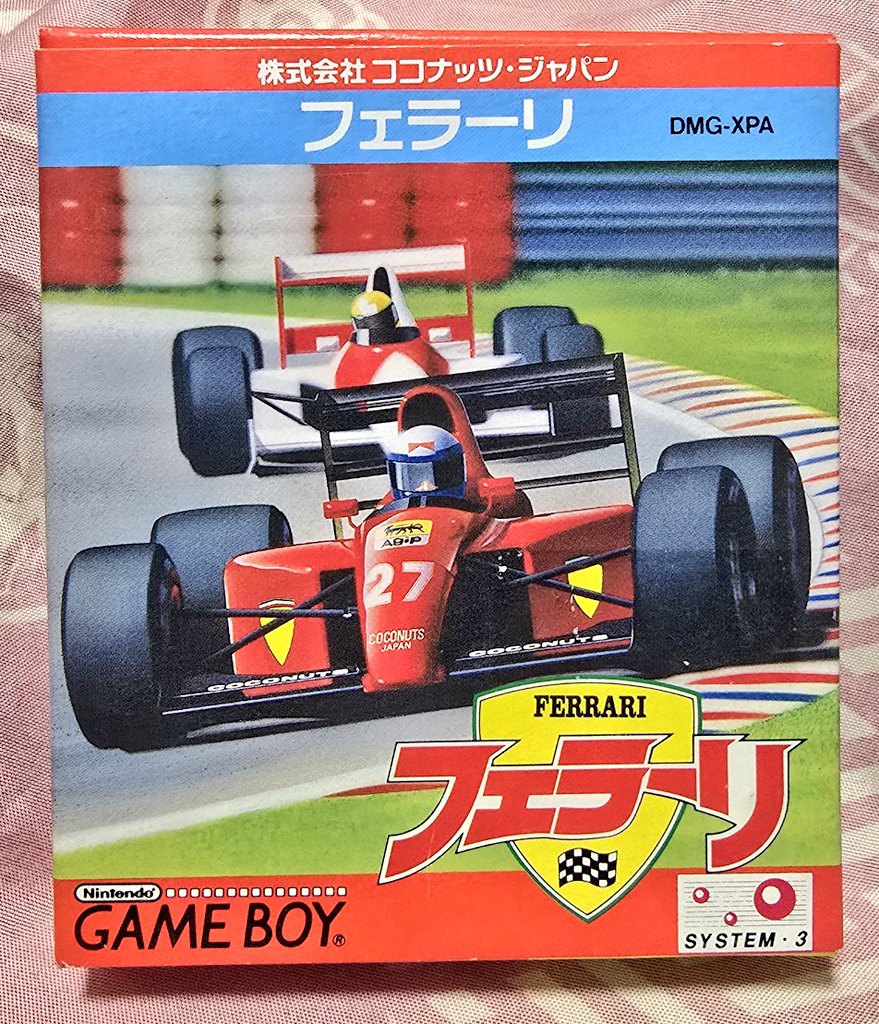 株式会社 ココナッツ・ジャパン
フェラーリ
DMG-XPA
Agip
27
COCONUTS
JAPAN
COCONUTS
COCONUTS
FERRARI
フェラーリ
Nintendo
GAME BOY®
SYSTEM・3